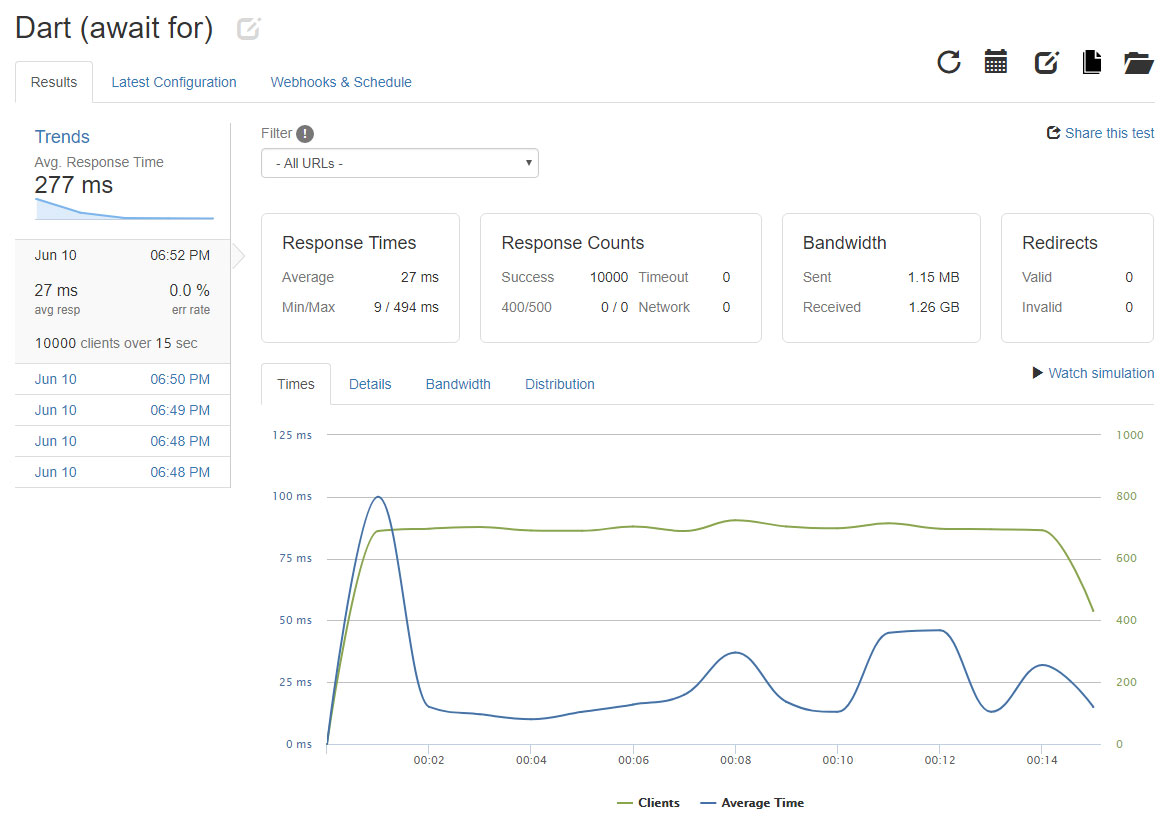 Dart (await for)
Results Latest Configuration Webhooks & Schedule
Trends
Avg. Response Time
277 ms
Jun 10 06:52 PM
27 ms 0.0 %
avg resp err rate
10000 clients over 15 sec
Jun 10 06:50 PM
Jun 10 06:49 PM
Jun 10 06:48 PM
Jun 10 06:48 PM
Filter !
- All URLs -
Share this test
Response Times
Average 27 ms
Min/Max 9 / 494 ms
Response Counts
Success 10000 Timeout 0
400/500 0 / 0 Network 0
Bandwidth
Sent 1.15 MB
Received 1.26 GB
Redirects
Valid 0
Invalid 0
Times Details Bandwidth Distribution
Watch simulation
125 ms 1000
100 ms 800
75 ms 600
50 ms 400
25 ms 200
0 ms 0
00:02 00:04 00:06 00:08 00:10 00:12 00:14
Clients Average Time